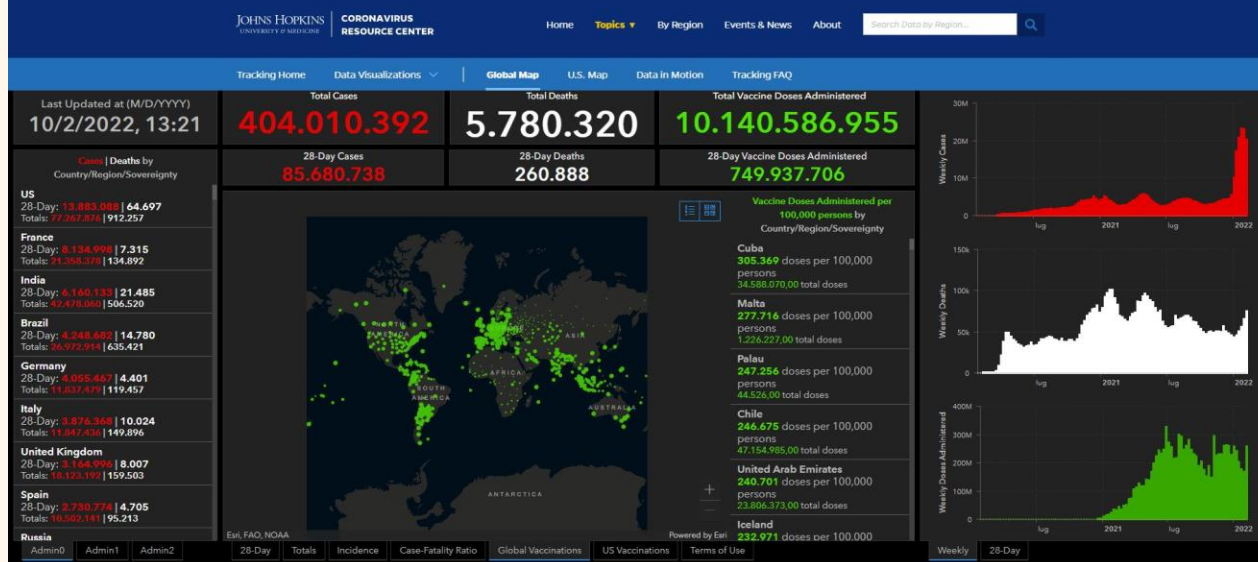 JOHNS HOPKINS
UNIVERSITY & MEDICINE
CORONAVIRUS
RESOURCE CENTER
Home Topics ▾ By Region Events & News About Search Data by Region...
Tracking Home Data Visualizations Global Map U.S. Map Data in Motion Tracking FAQ
Last Updated at (M/D/YYYY)
10/2/2022, 13:21
Cases | Deaths by
Country/Region/Sovereignty
US
28-Day: 13.883.088 | 64.697
Totals: 77.267.876 | 912.257
France
28-Day: 8.134.998 | 7.315
Totals: 21.358.378 | 134.892
India
28-Day: 6.160.133 | 21.485
Totals: 42.478.060 | 506.520
Brazil
28-Day: 4.248.682 | 14.780
Totals: 26.972.914 | 635.421
Germany
28-Day: 4.055.467 | 4.401
Totals: 11.837.479 | 119.457
Italy
28-Day: 3.876.368 | 10.024
Totals: 11.847.436 | 149.896
United Kingdom
28-Day: 3.164.996 | 8.007
Totals: 18.123.192 | 159.503
Spain
28-Day: 2.730.774 | 4.705
Totals: 10.502.141 | 95.213
Russia
Admin0 Admin1 Admin2
Total Cases
404.010.392
Total Deaths
5.780.320
Total Vaccine Doses Administered
10.140.586.955
28-Day Cases
85.680.738
28-Day Deaths
260.888
28-Day Vaccine Doses Administered
749.937.706
NORTH
AMERICA
EUROPE
ASIA
AFRICA
SOUTH
AMERICA
AUSTRALIA
ANTARCTICA
+
Esri, FAO, NOAA
Powered by Esri
Vaccine Doses Administered per
100,000 persons by
Country/Region/Sovereignty
Cuba
305.369 doses per 100,000
persons
34.588.070,00 total doses
Malta
277.716 doses per 100,000
persons
1.226.227,00 total doses
Palau
247.256 doses per 100,000
persons
44.526,00 total doses
Chile
246.675 doses per 100,000
persons
47.154.985,00 total doses
United Arab Emirates
240.701 doses per 100,000
persons
23.806.373,00 total doses
Iceland
232.971 doses per 100,000
28-Day Totals Incidence Case-Fatality Ratio Global Vaccinations US Vaccinations Terms of Use
Weekly Cases
30M
20M
10M
0
lug 2021 lug 2022
Weekly Deaths
150k
100k
50k
0
lug 2021 lug 2022
Weekly Doses Administered
400M
300M
200M
100M
0
lug 2021 lug 2022
Weekly 28-Day